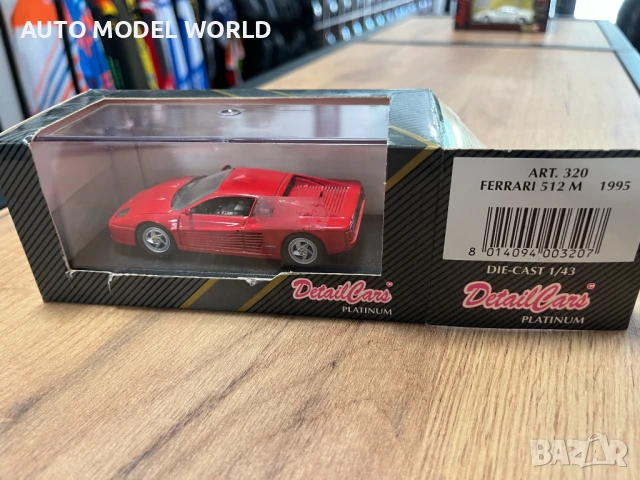 AUTO MODEL WORLD
ART. 320
FERRARI 512 M 1995
8 014094 003207
DIE-CAST 1/43
DetailCars
PLATINUM
DetailCars ©
PLATINUM
BAZAR